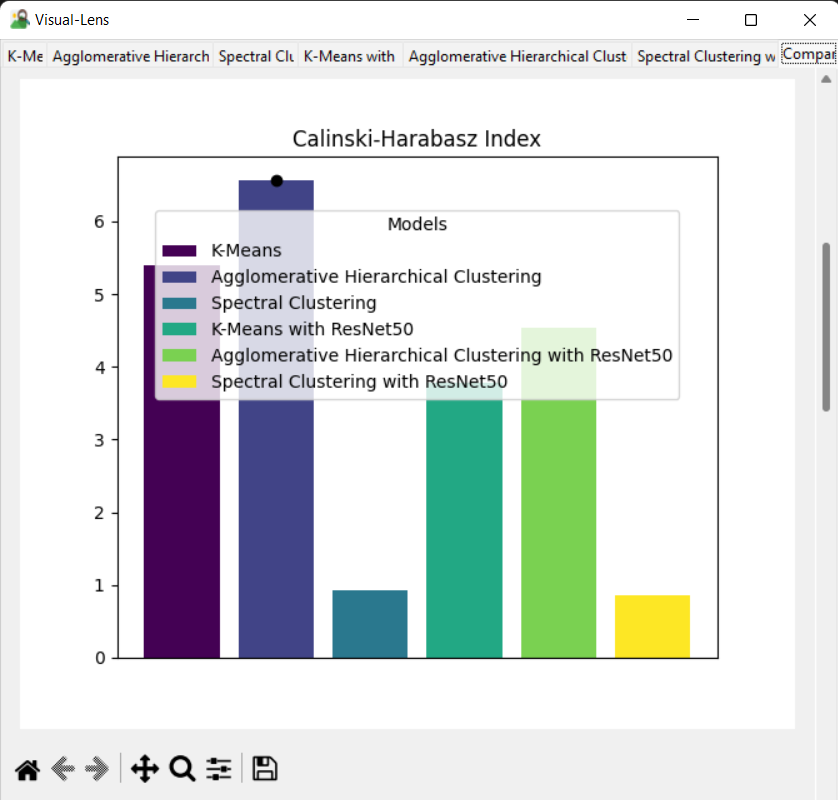 Visual-Lens
K-Me Agglomerative Hierarch Spectral Clu K-Means with Agglomerative Hierarchical Clust Spectral Clustering w Compar
Calinski-Harabasz Index
6
5
4
3
2
1
0
Models
K-Means
Agglomerative Hierarchical Clustering
Spectral Clustering
K-Means with ResNet50
Agglomerative Hierarchical Clustering with ResNet50
Spectral Clustering with ResNet50